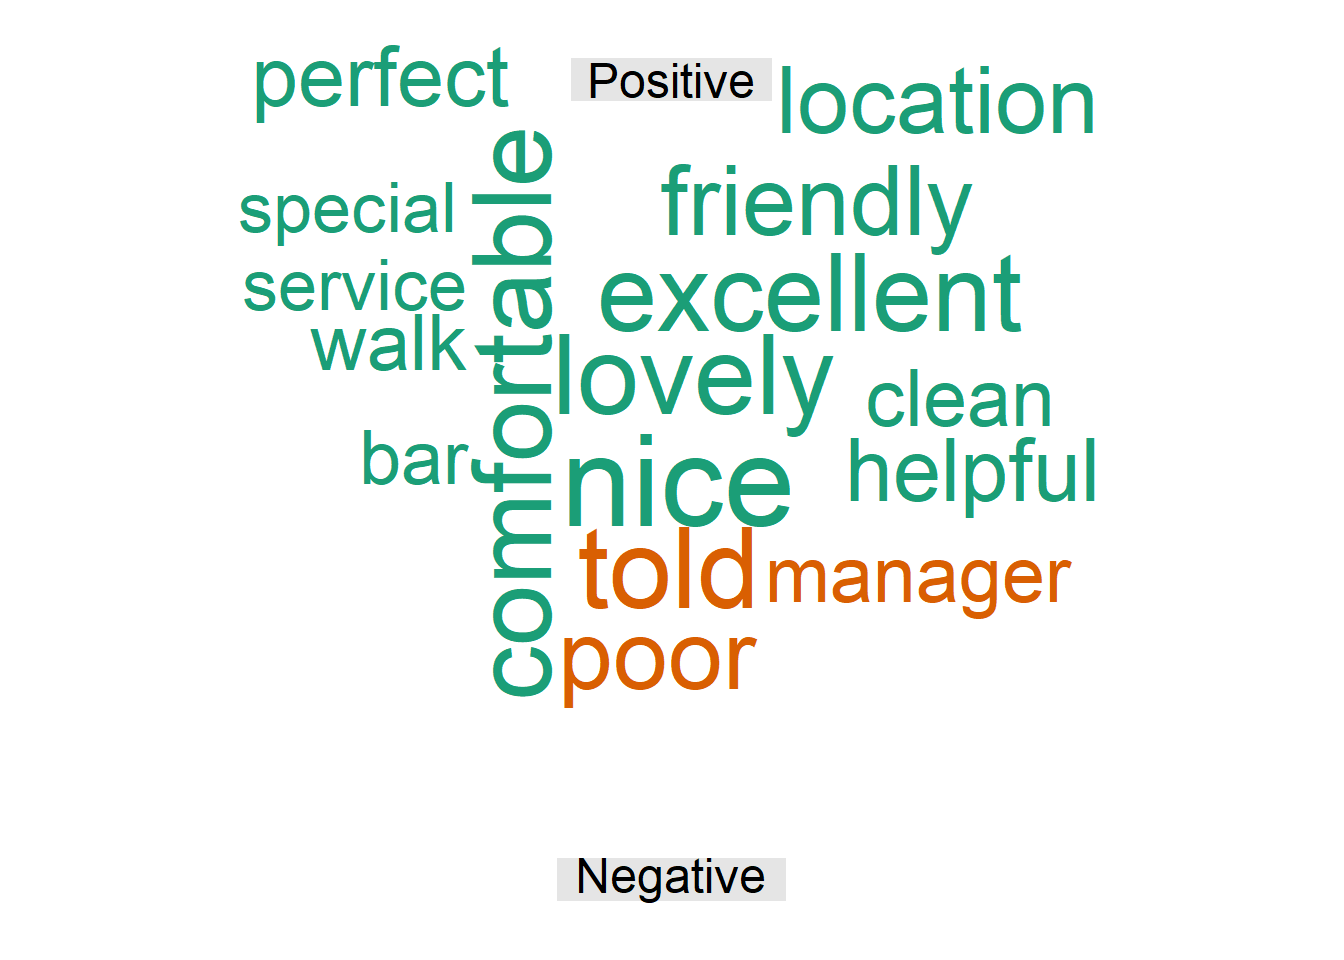 perfect
Positive
location
special
friendly
service
excellent
walk
comfortable
lovely
clean
bar
nice
helpful
told
manager
poor
Negative